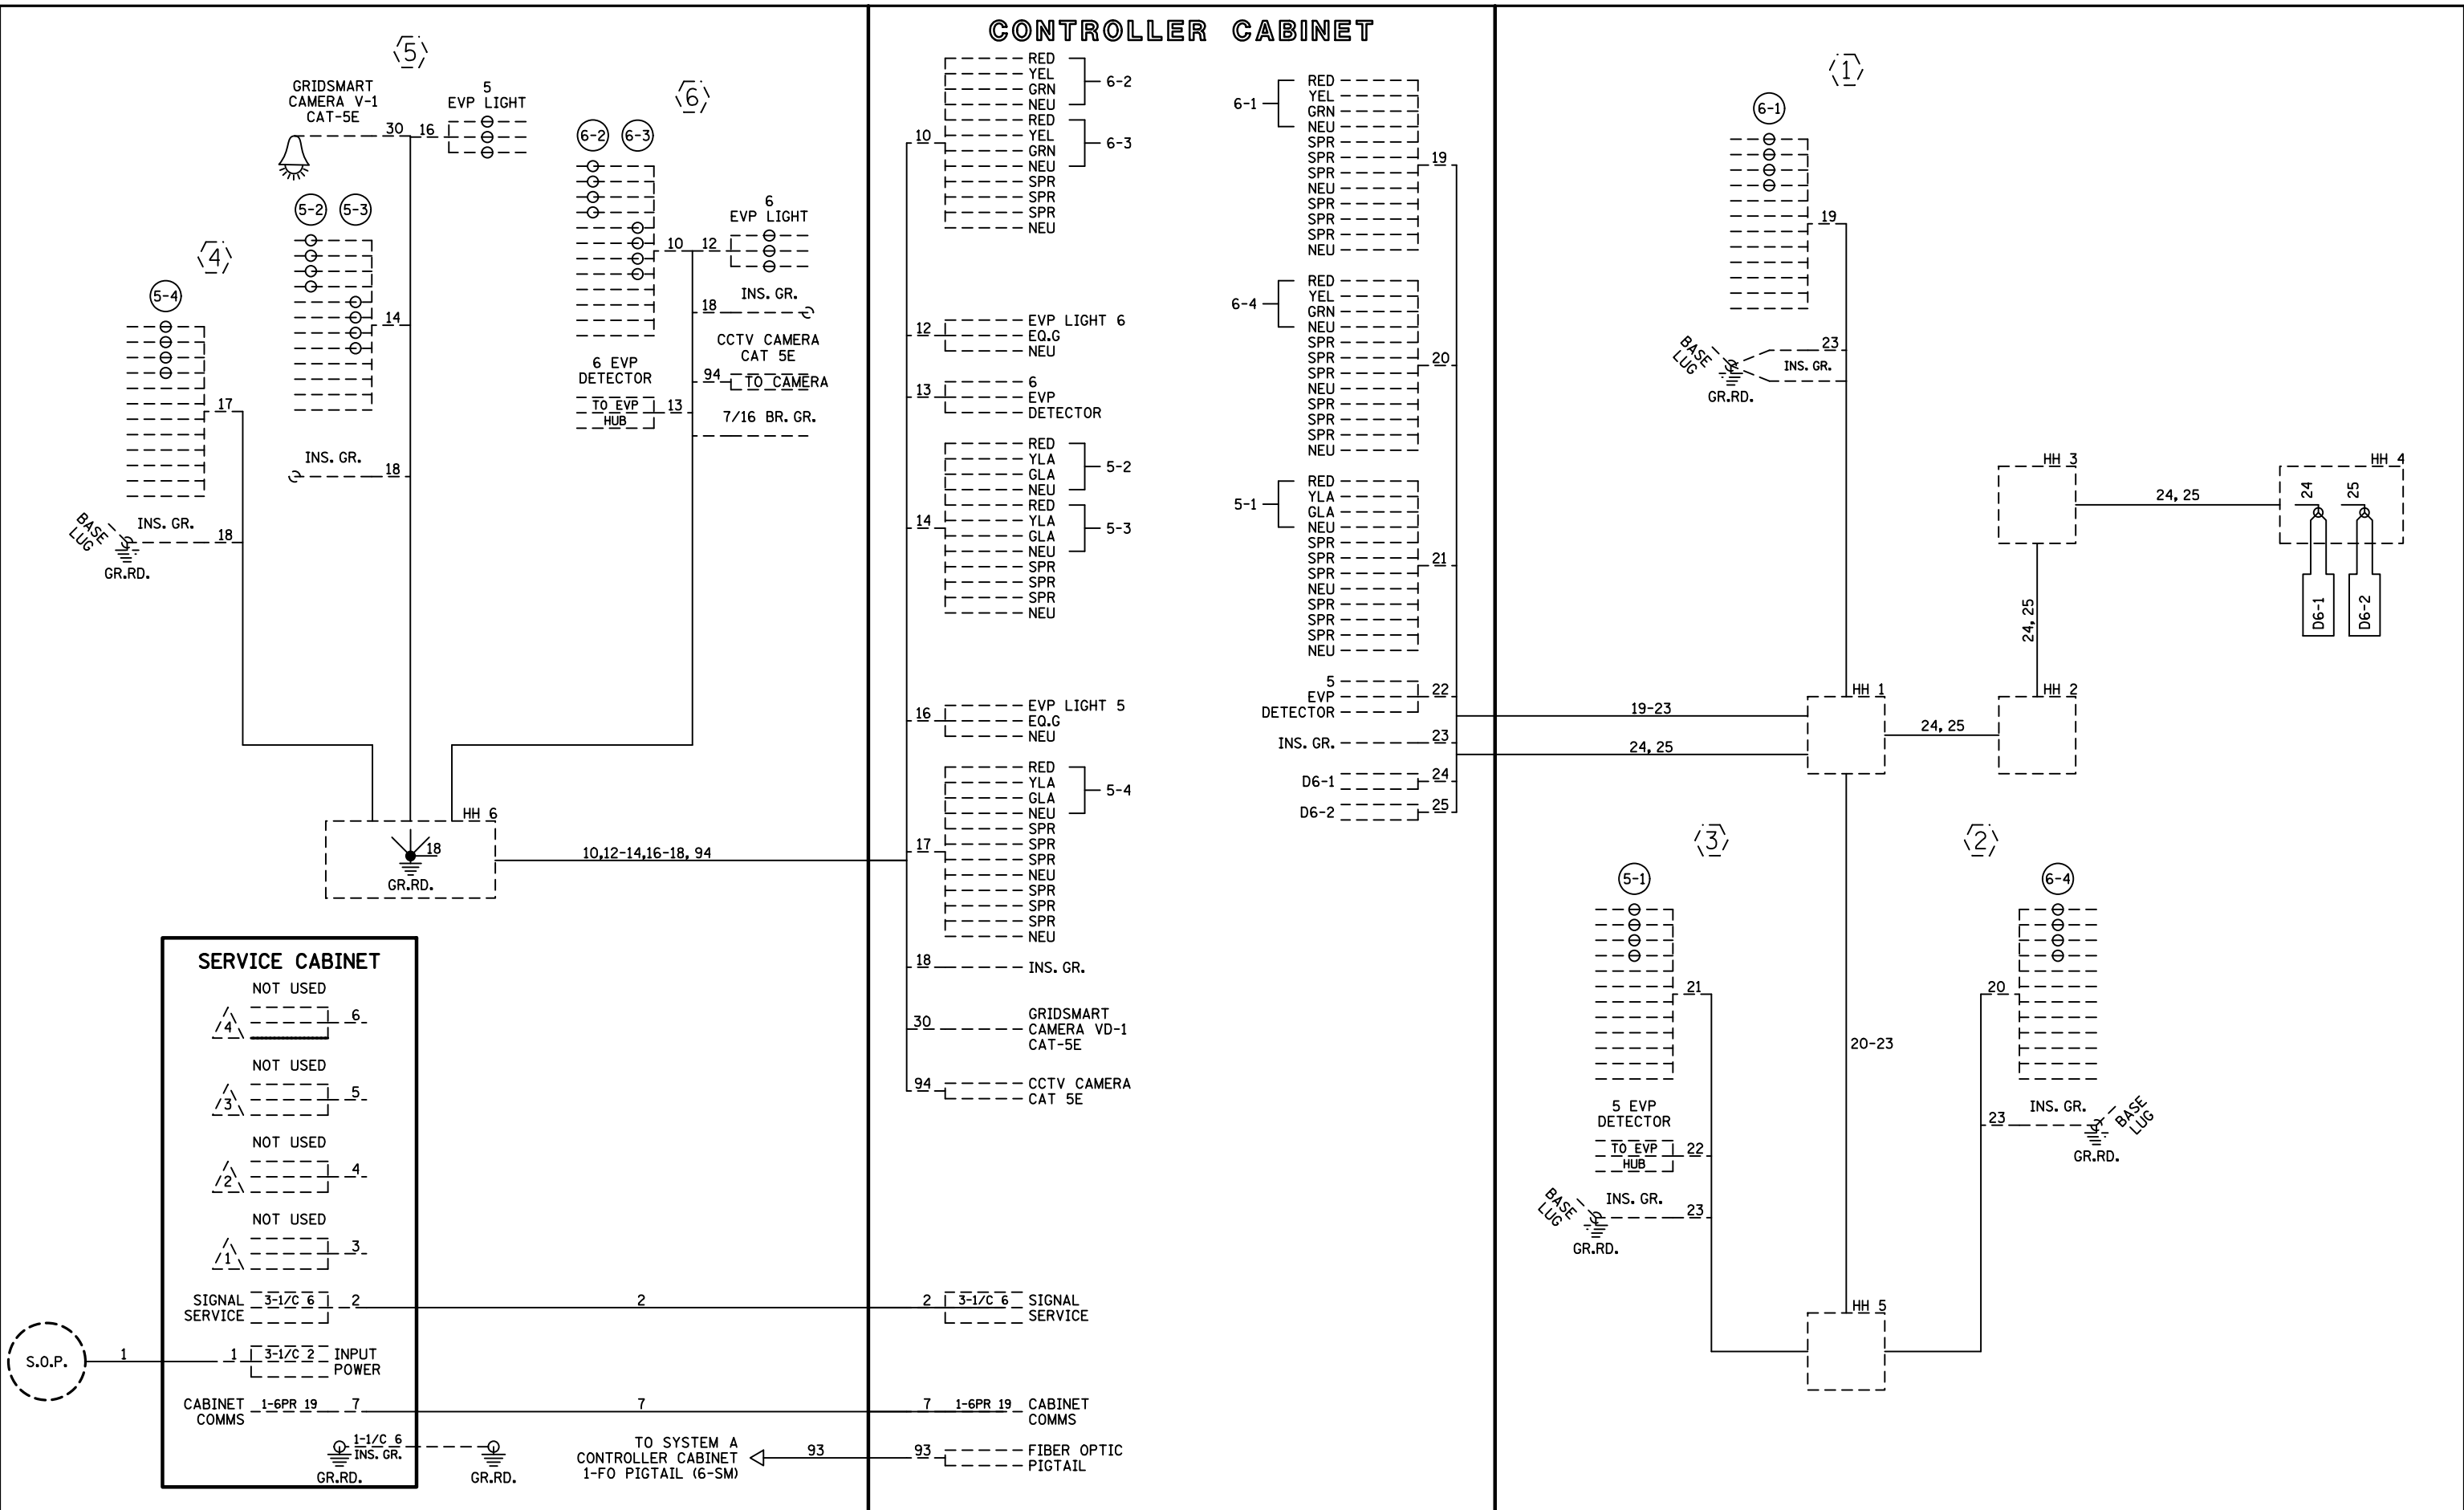 CONTROLLER CABINET
5
GRIDSMART
CAMERA V-1
CAT-5E
30
16
5
EVP LIGHT
5-2
5-3
14
INS. GR.
18
4
5-4
17
INS. GR.
18
BASE
LUG
GR.RD.
6
6-2
6-3
10
12
6
EVP LIGHT
INS. GR.
18
CCTV CAMERA
CAT 5E
94
TO CAMERA
6 EVP
DETECTOR
TO EVP
HUB
13
7/16 BR. GR.
HH 6
18
GR.RD.
10,12-14,16-18, 94
SERVICE CABINET
NOT USED
4
6
NOT USED
3
5
NOT USED
2
4
NOT USED
1
3
SIGNAL
SERVICE
3-1/C 6
2
2
S.O.P.
1
1
3-1/C 2
INPUT
POWER
CABINET
COMMS
1-6PR 19
7
7
1-1/C 6
INS. GR.
GR.RD.
GR.RD.
TO SYSTEM A
CONTROLLER CABINET
1-FO PIGTAIL (6-SM)
93
10
RED
YEL
GRN
NEU
6-2
RED
YEL
GRN
NEU
6-3
SPR
SPR
SPR
NEU
12
EVP LIGHT 6
EQ.G
NEU
13
6
EVP
DETECTOR
14
RED
YLA
GLA
NEU
5-2
RED
YLA
GLA
NEU
5-3
SPR
SPR
SPR
NEU
16
EVP LIGHT 5
EQ.G
NEU
17
RED
YLA
GLA
NEU
5-4
SPR
SPR
SPR
NEU
SPR
SPR
SPR
NEU
18
INS. GR.
30
GRIDSMART
CAMERA VD-1
CAT-5E
94
CCTV CAMERA
CAT 5E
2
3-1/C 6
SIGNAL
SERVICE
7
1-6PR 19
CABINET
COMMS
93
FIBER OPTIC
PIGTAIL
6-1
RED
YEL
GRN
NEU
SPR
SPR
SPR
NEU
SPR
SPR
SPR
NEU
19
6-4
RED
YEL
GRN
NEU
SPR
SPR
SPR
NEU
SPR
SPR
SPR
NEU
20
5-1
RED
YLA
GLA
NEU
SPR
SPR
SPR
NEU
SPR
SPR
SPR
NEU
21
5
EVP
DETECTOR
22
INS. GR.
23
D6-1
24
D6-2
25
19-23
24, 25
1
6-1
19
23
INS. GR.
BASE
LUG
GR.RD.
HH 1
24, 25
HH 2
24, 25
HH 3
24, 25
HH 4
24
25
D6-1
D6-2
3
5-1
21
5 EVP
DETECTOR
TO EVP
HUB
22
INS. GR.
23
BASE
LUG
GR.RD.
20-23
2
6-4
20
INS. GR.
23
BASE
LUG
GR.RD.
HH 5